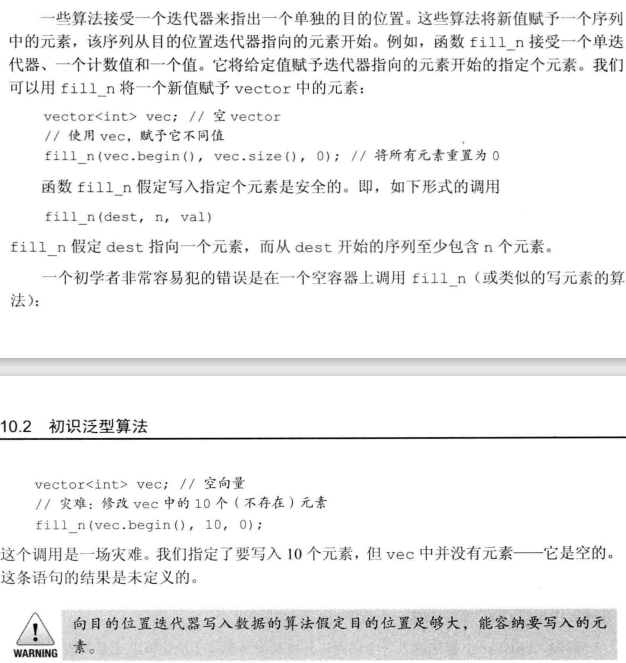 一些算法接受一个迭代器来指出一个单独的目的位置。这些算法将新值赋予一个序列
中的元素，该序列从目的位置迭代器指向的元素开始。例如，函数 fill_n 接受一个单迭
代器、一个计数值和一个值。它将给定值赋予迭代器指向的元素开始的指定个元素。我们
可以用 fill_n 将一个新值赋予 vector 中的元素：
vector<int> vec; // 空 vector
// 使用 vec，赋予它不同值
fill_n(vec.begin(), vec.size(), 0); // 将所有元素重置为 0
函数 fill_n 假定写入指定个元素是安全的。即，如下形式的调用
fill_n(dest, n, val)
fill_n 假定 dest 指向一个元素，而从 dest 开始的序列至少包含 n 个元素。
一个初学者非常容易犯的错误是在一个空容器上调用 fill_n（或类似的写元素的算
法）：
10.2 初识泛型算法
vector<int> vec; // 空向量
// 灾难：修改 vec 中的 10 个（不存在）元素
fill_n(vec.begin(), 10, 0);
这个调用是一场灾难。我们指定了要写入 10 个元素，但 vec 中并没有元素——它是空的。
这条语句的结果是未定义的。
向目的位置迭代器写入数据的算法假定目的位置足够大，能容纳要写入的元
素。
WARNING